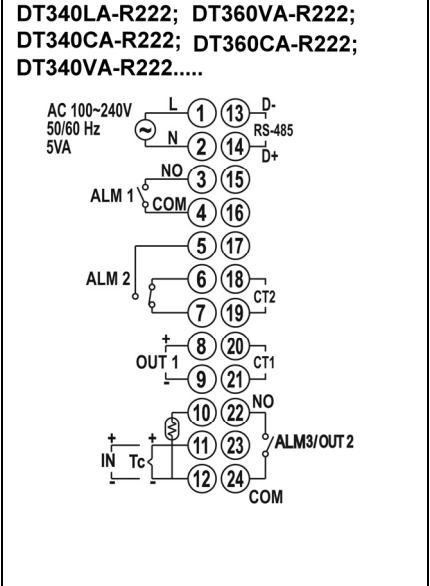 DT340LA-R222; DT360VA-R222;
DT340CA-R222; DT360CA-R222;
DT340VA-R222.....
AC 100~240V
50/60 Hz
5VA
L 1 13 D-
RS-485
N 2 14 D+
NO 3 15
ALM 1
COM 4 16
5 17
ALM 2
6 18
CT2
7 19
+ 8 20
OUT 1 CT1
- 9 21
10 22 NO
+ + 11 23 ALM3/OUT 2
IN Tc
- - 12 24
COM